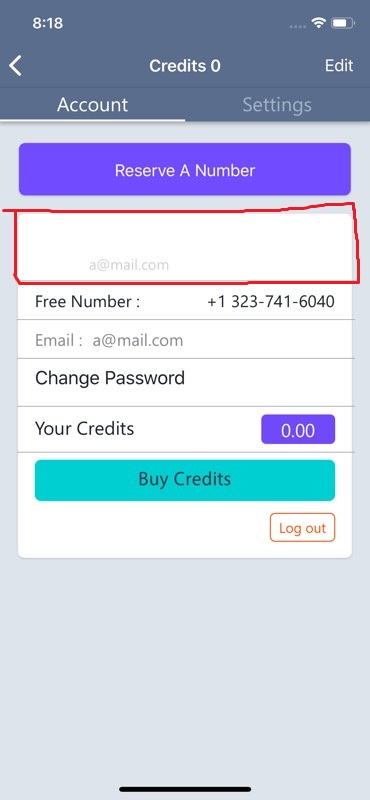 8:18
Credits 0
Edit
Account
Settings
Reserve A Number
a@mail.com
Free Number : +1 323-741-6040
Email : a@mail.com
Change Password
Your Credits 0.00
Buy Credits
Log out